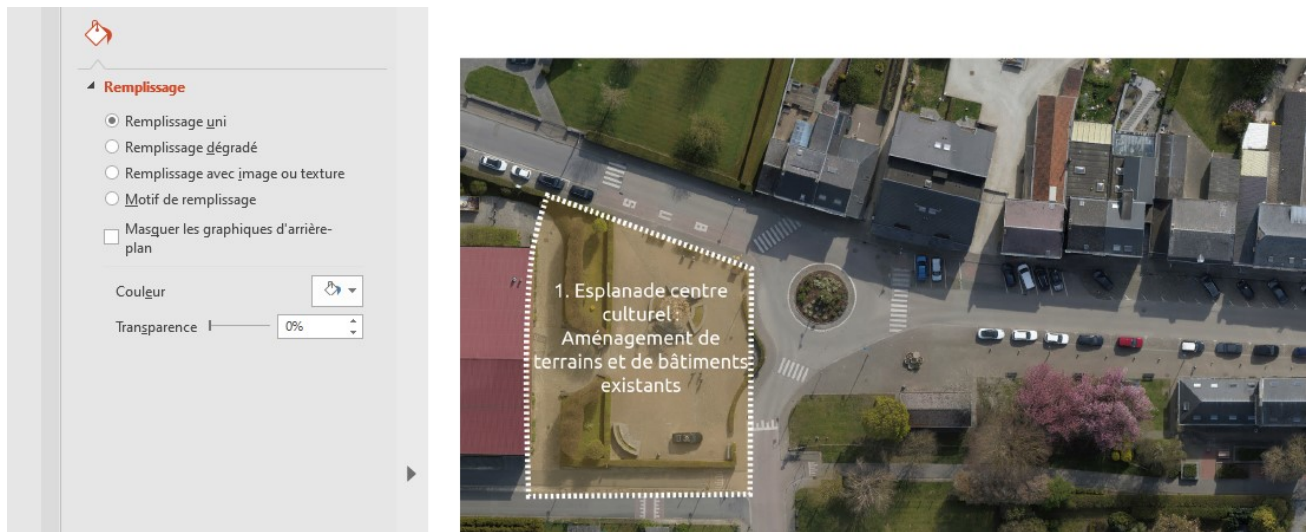 Remplissage
Remplissage uni
Remplissage dégradé
Remplissage avec image ou texture
Motif de remplissage
Masquer les graphiques d'arrière-
plan
Couleur
Transparence
0%
1. Esplanade centre
culturel :
Aménagement de
terrains et de bâtiments
existants